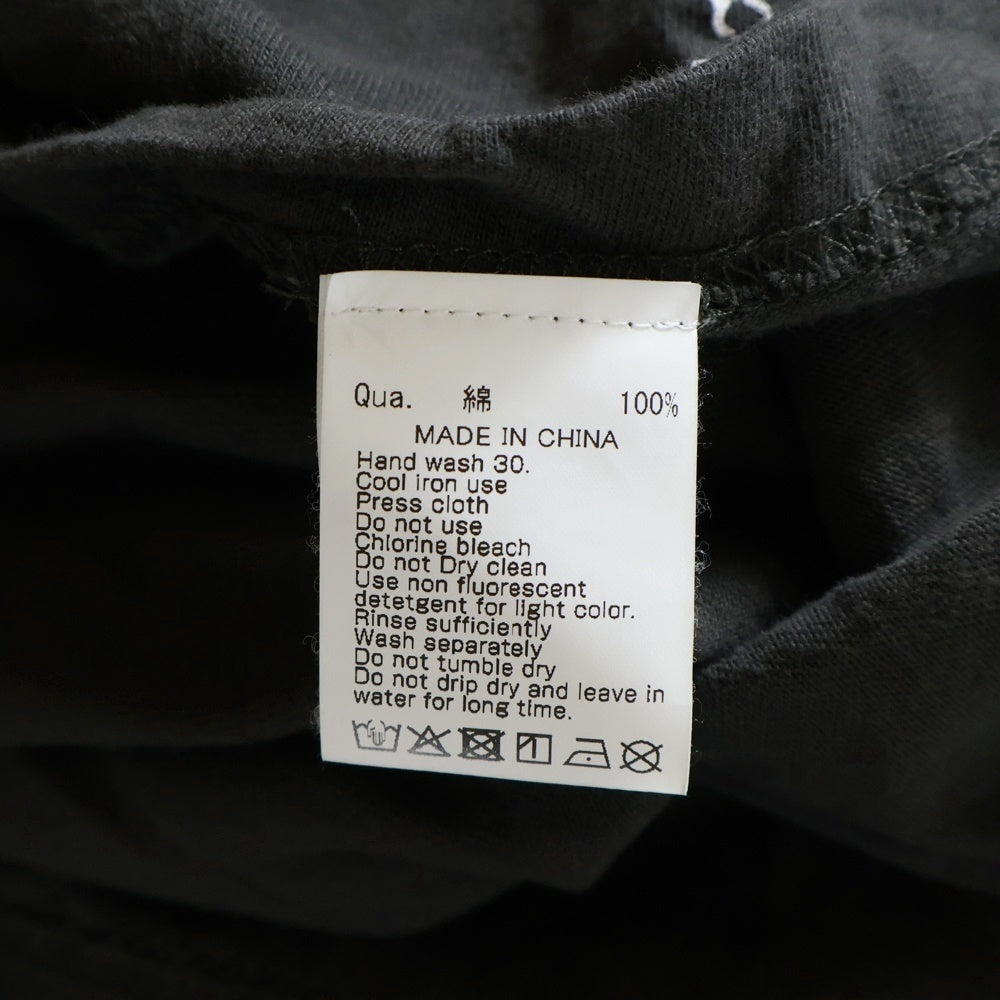 Qua. 綿 100%
MADE IN CHINA
Hand wash 30.
Cool iron use
Press cloth
Do not use
Chlorine bleach
Do not Dry clean
Use non fluorescent
detetgent for light color.
Rinse sufficiently
Wash separately
Do not tumble dry
Do not drip dry and leave in
water for long time.